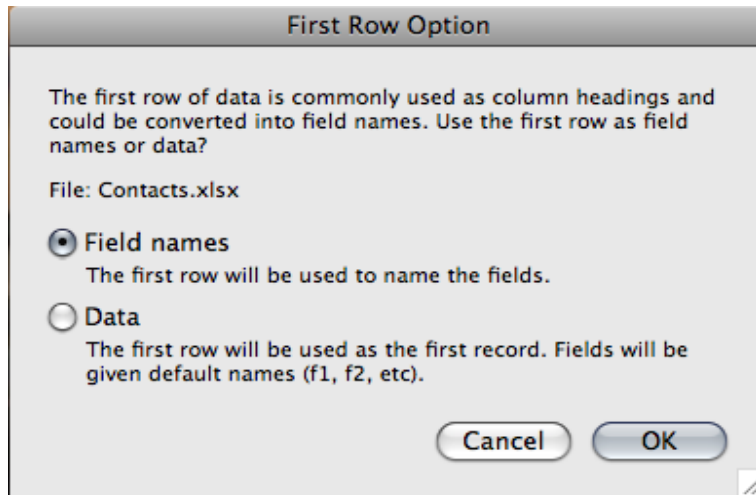 First Row Option
The first row of data is commonly used as column headings and
could be converted into field names. Use the first row as field
names or data?
File: Contacts.xlsx
Field names
The first row will be used to name the fields.
Data
The first row will be used as the first record. Fields will be
given default names (f1, f2, etc).
Cancel OK